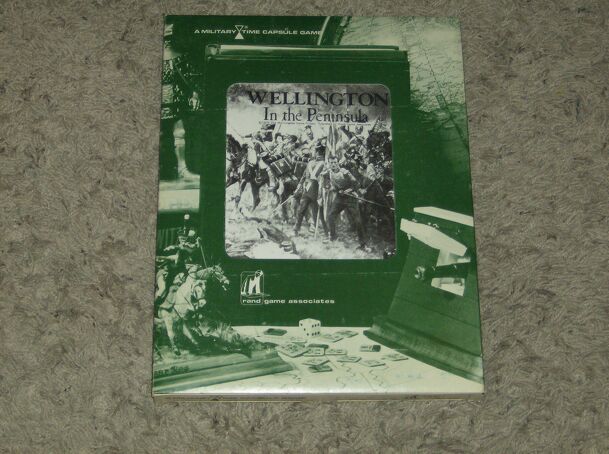 A MILITARY TIME CAPSULE GAME
WELLINGTON
In the Peninsula
rand game associates